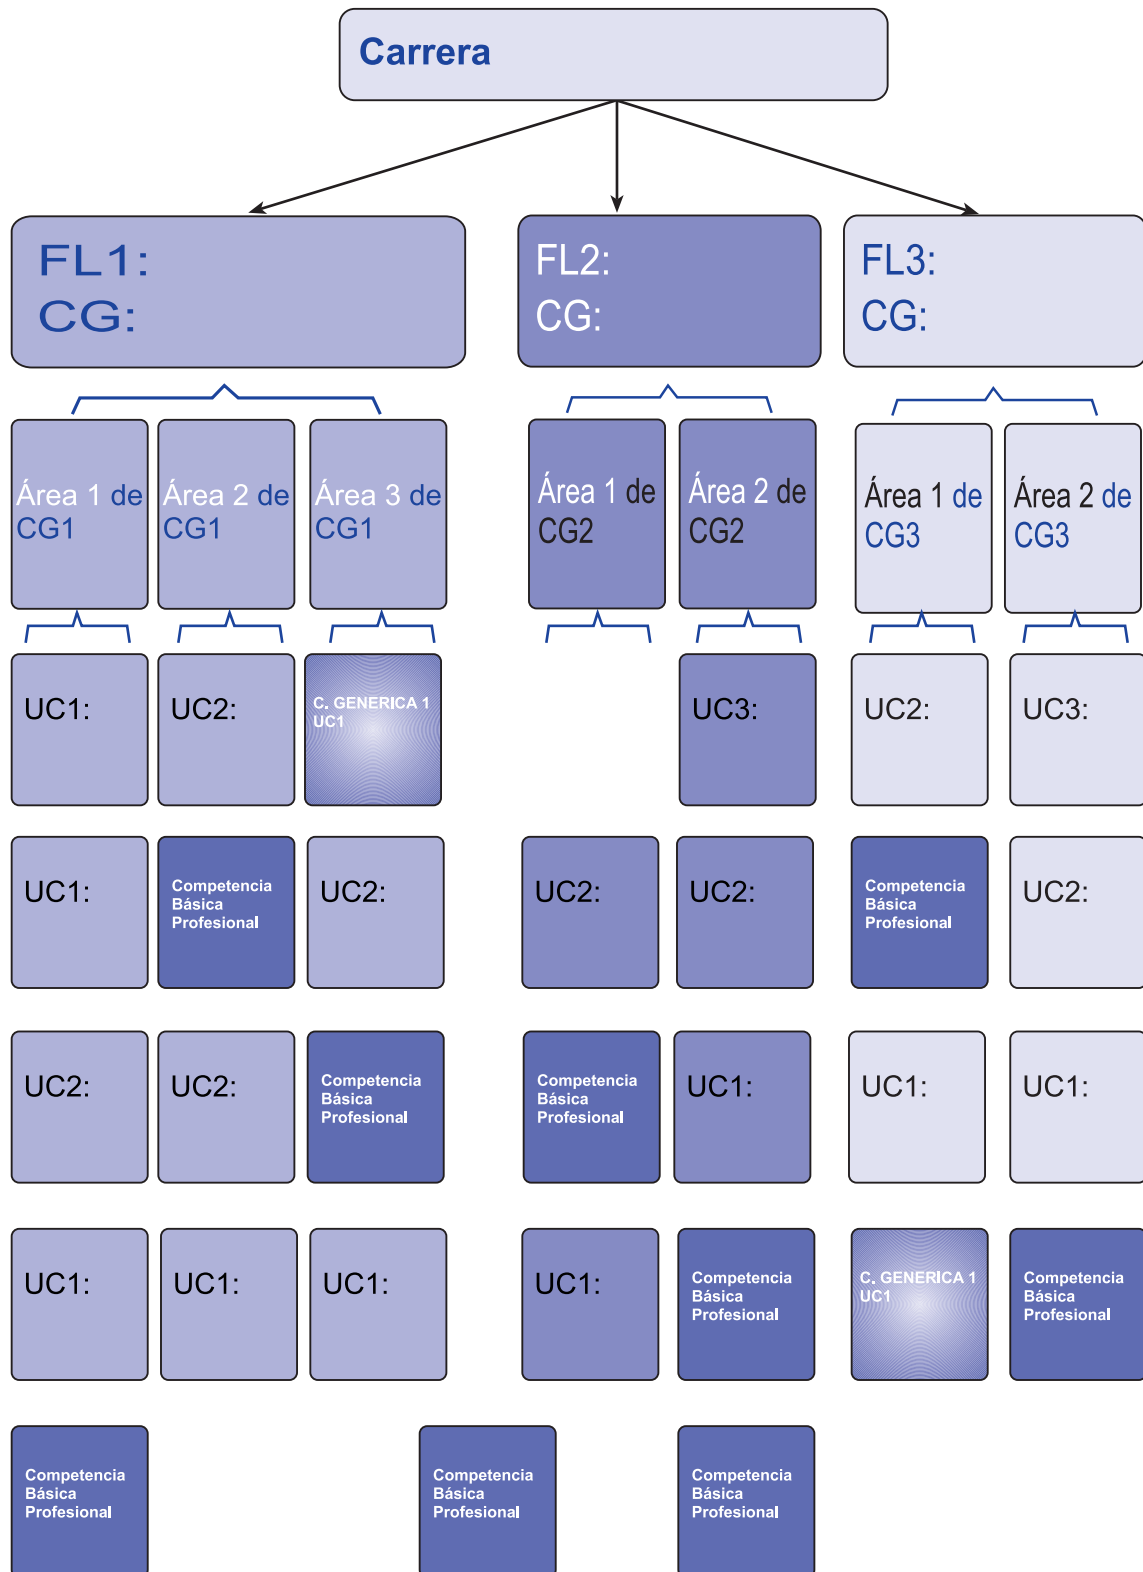 Carrera
FL1:
CG:
FL2:
CG:
FL3:
CG:
Área 1 de
CG1
Área 2 de
CG1
Área 3 de
CG1
Área 1 de
CG2
Área 2 de
CG2
Área 1 de
CG3
Área 2 de
CG3
UC1:
UC2:
C. GENERICA 1
UC1
UC3:
UC2:
UC3:
UC1:
Competencia
Básica
Profesional
UC2:
UC2:
UC2:
Competencia
Básica
Profesional
UC2:
UC2:
UC2:
Competencia
Básica
Profesional
Competencia
Básica
Profesional
UC1:
UC1:
UC1:
UC1:
UC1:
UC1:
UC1:
Competencia
Básica
Profesional
C. GENERICA 1
UC1
Competencia
Básica
Profesional
Competencia
Básica
Profesional
Competencia
Básica
Profesional
Competencia
Básica
Profesional